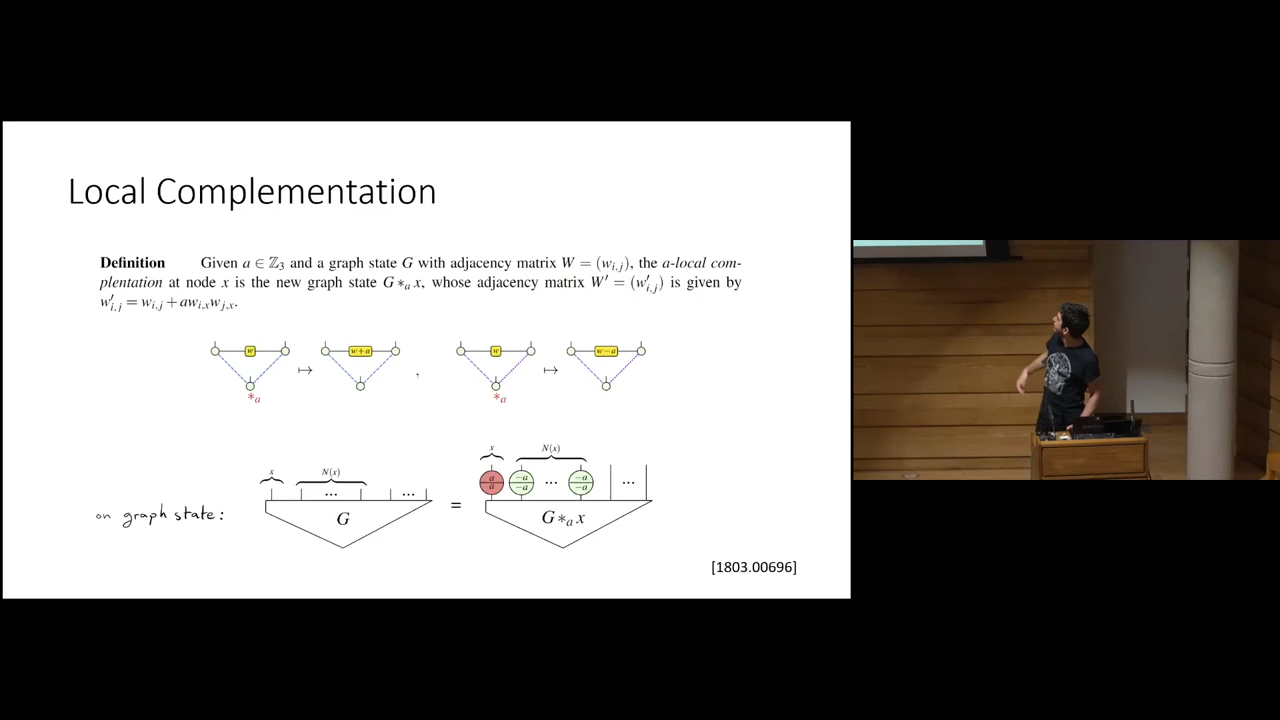 Local Complementation
Definition Given a ∈ ℤ₃ and a graph state G with adjacency matrix W = (wᵢ,ⱼ), the a-local com-
plentation at node x is the new graph state G *ₐ x, whose adjacency matrix W′ = (w′ᵢ,ⱼ) is given by
w′ᵢ,ⱼ = wᵢ,ⱼ + awᵢ,ₓwⱼ,ₓ.
w w+a w w−a
↦ , ↦
*ₐ *ₐ
x N(x) x N(x)
... ... a/a −a/−a ... −a/−a ...
on graph state: G = G *ₐ x
[1803.00696]